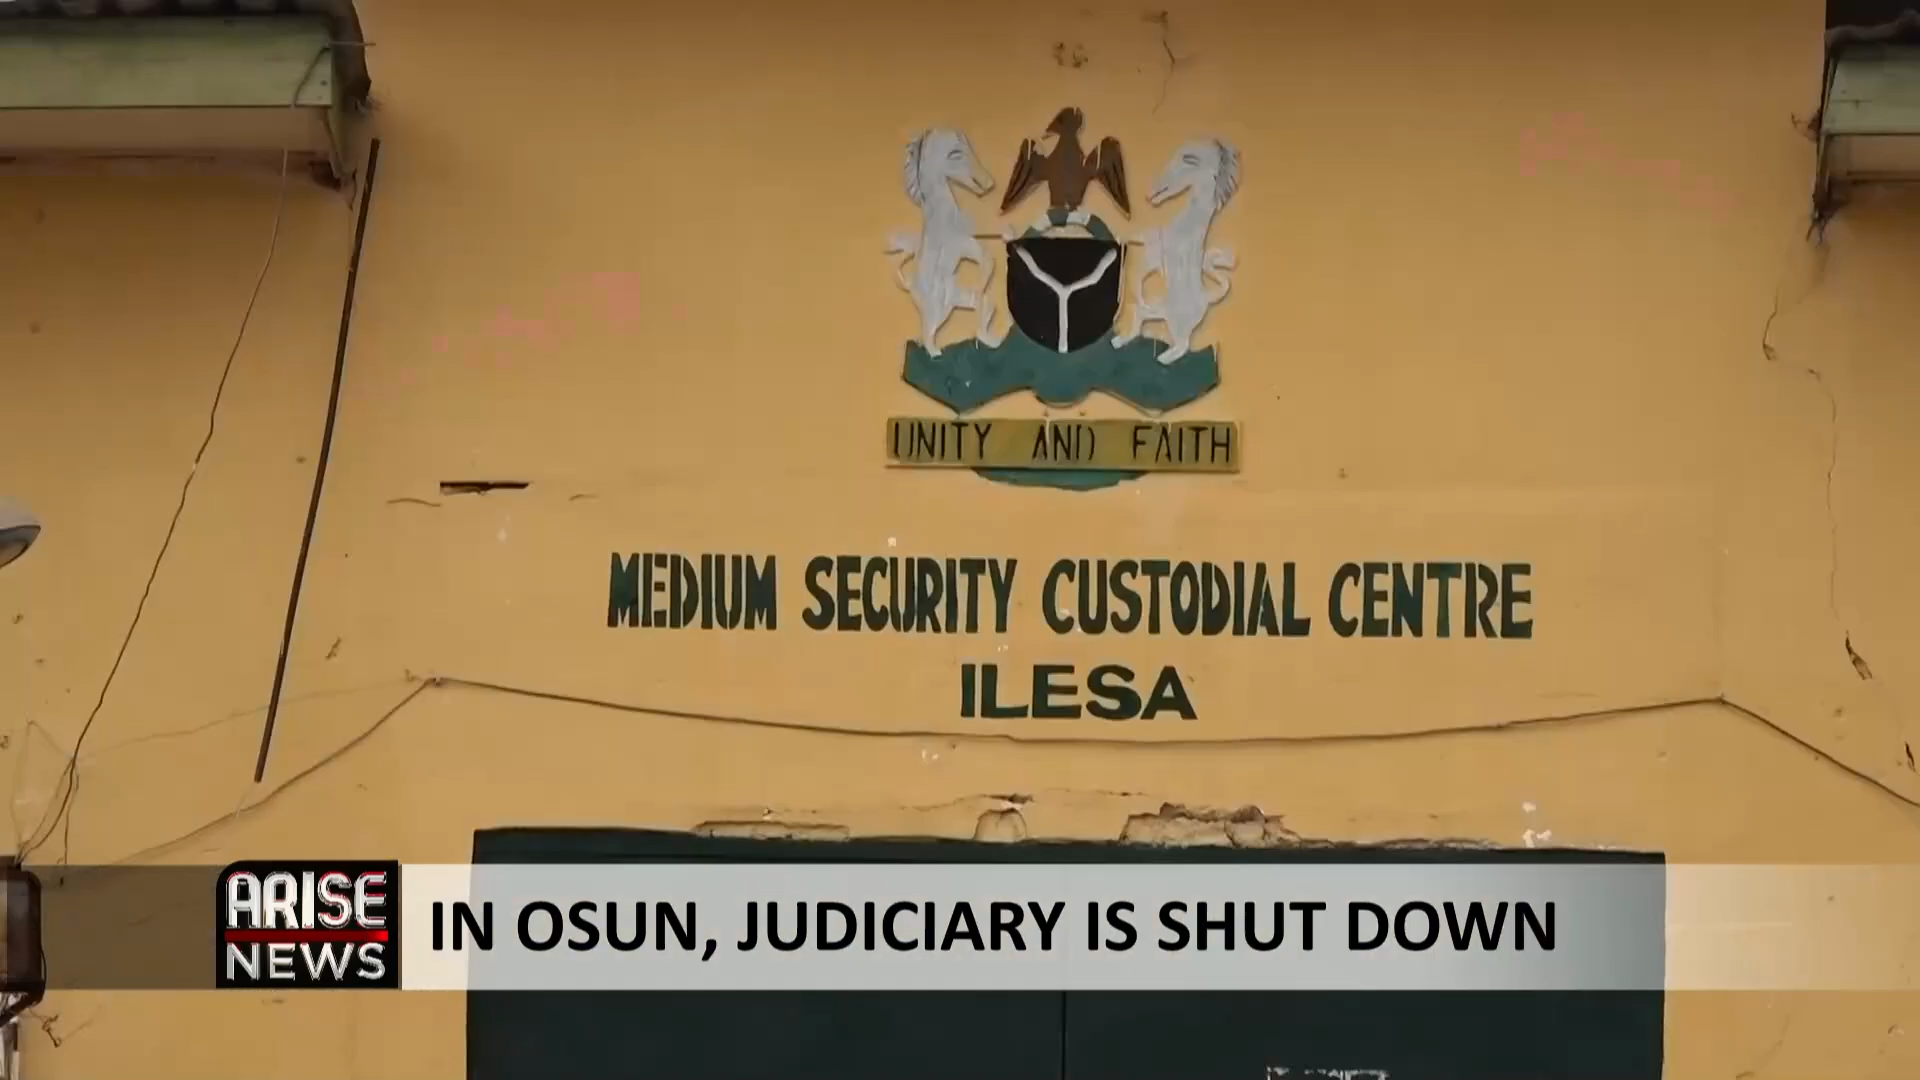 UNITY AND FAITH
MEDIUM SECURITY CUSTODIAL CENTRE
ILESA
ARISE
NEWS
IN OSUN, JUDICIARY IS SHUT DOWN